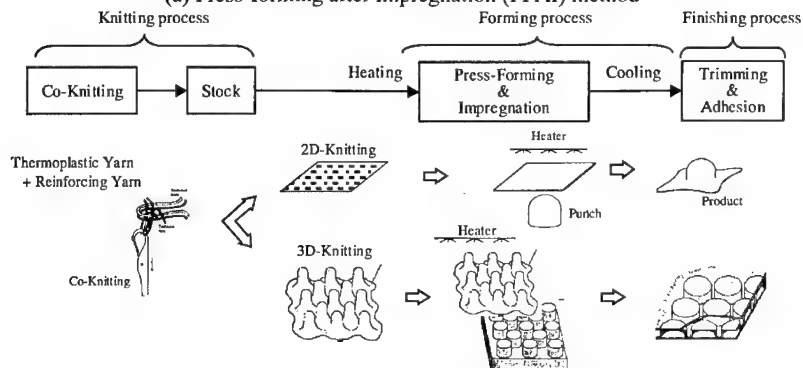 (a) Press-forming after impregnation (PFAI) method
Knitting process
Forming process
Finishing process
Co-Knitting
Stock
Heating
Press-Forming
&
Impregnation
Cooling
Trimming
&
Adhesion
Thermoplastic Yarn
+ Reinforcing Yarn
2D-Knitting
Heater
Punch
Product
Co-Knitting
3D-Knitting
Heater